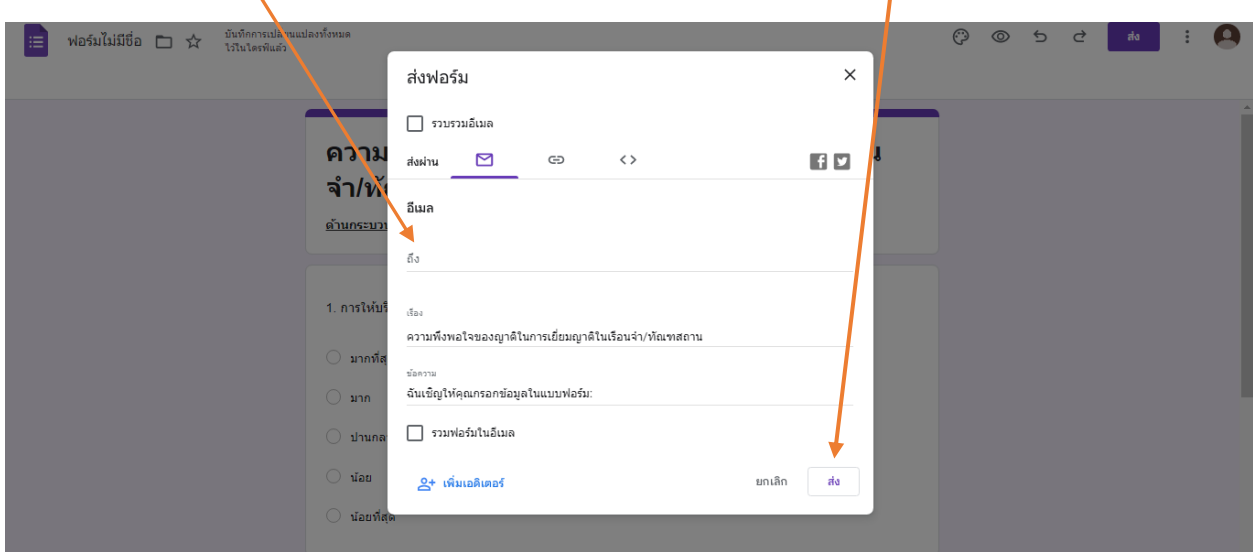 ฟอร์มไม่มีชื่อ
บันทึกการเปลี่ยนแปลงทั้งหมด
ไว้ในไดรฟ์แล้ว
ส่ง
ส่งฟอร์ม
รวบรวมอีเมล
ส่งผ่าน
อีเมล
ถึง
เรื่อง
ความพึงพอใจของญาติในการเยี่ยมญาติในเรือนจำ/ทัณฑสถาน
ข้อความ
ฉันเชิญให้คุณกรอกข้อมูลในแบบฟอร์ม:
รวมฟอร์มในอีเมล
เพิ่มเอดิเตอร์
ยกเลิก
ส่ง
ความ
จำ/ทั
ด้านกระบว
1. การให้บริ
มากที่สุ
มาก
ปานกล
น้อย
น้อยที่สุด